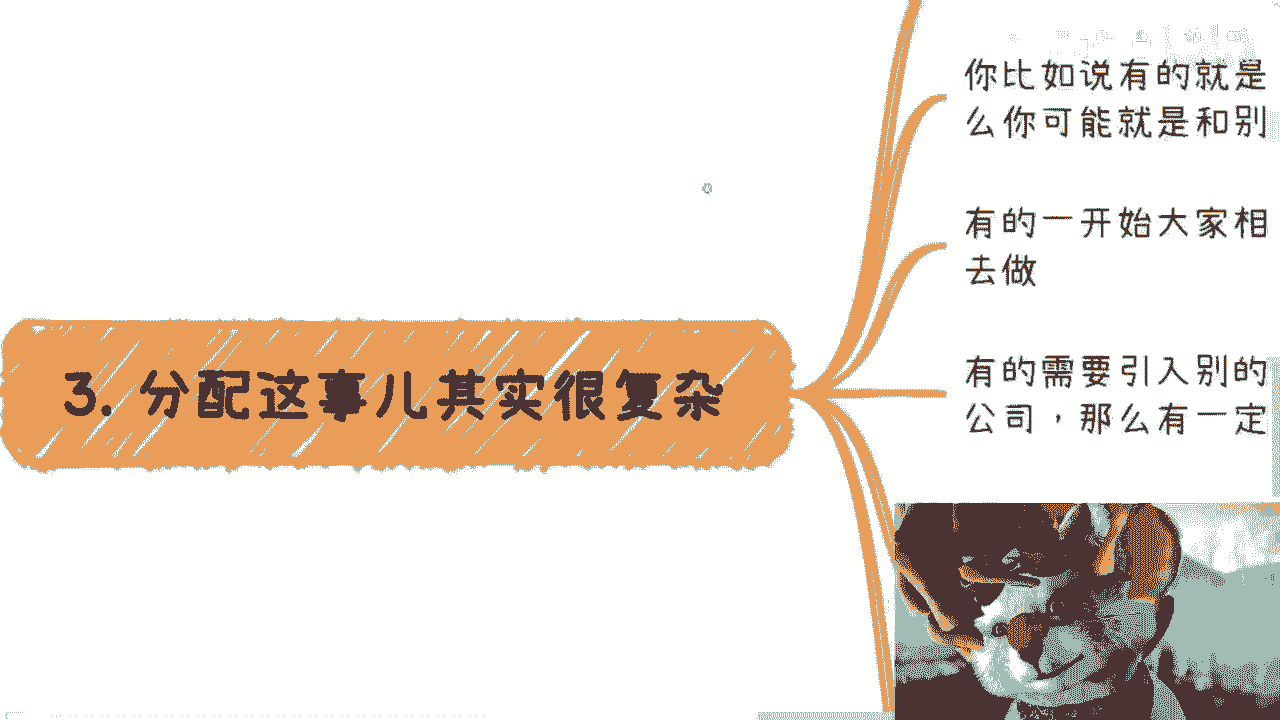 3. 分配这事儿其实很复杂
你比如说有的就是
么你可能就是和别
有的一开始大家相
去做
有的需要引入别的
公司，那么有一定